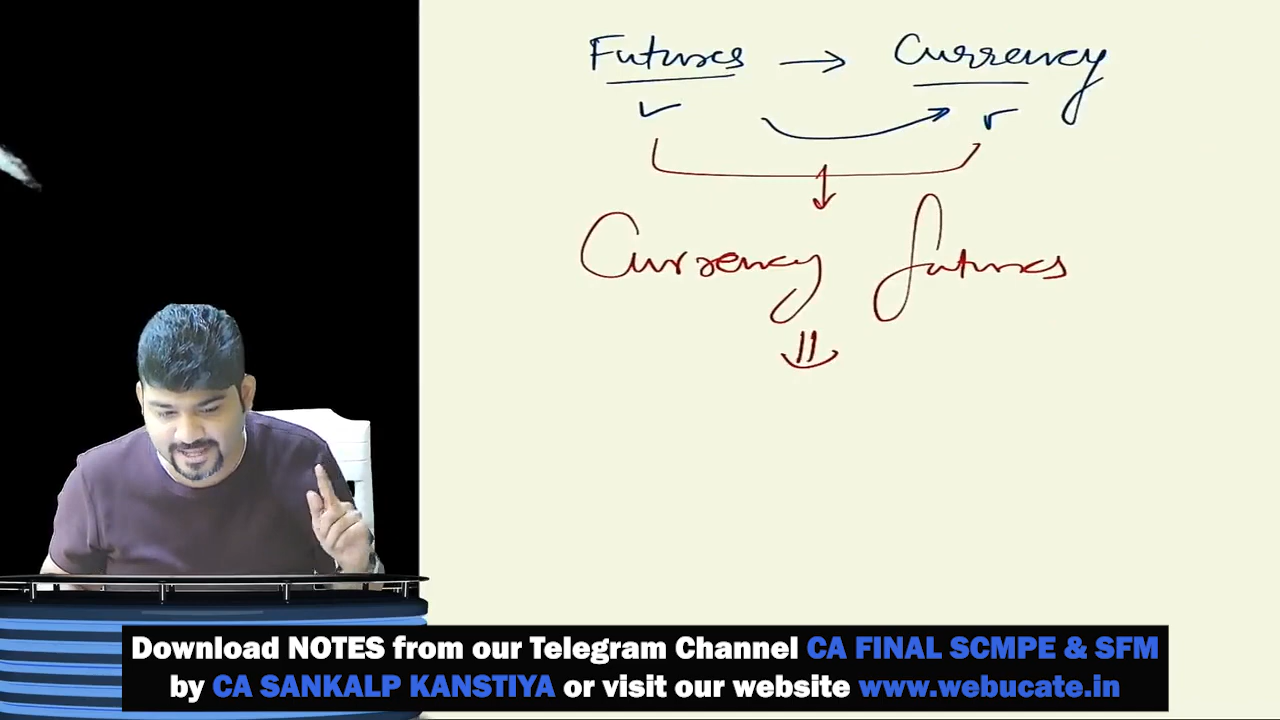 Futures → Currency
Currency futures
Download NOTES from our Telegram Channel CA FINAL SCMPE & SFM
by CA SANKALP KANSTIYA or visit our website www.webucate.in